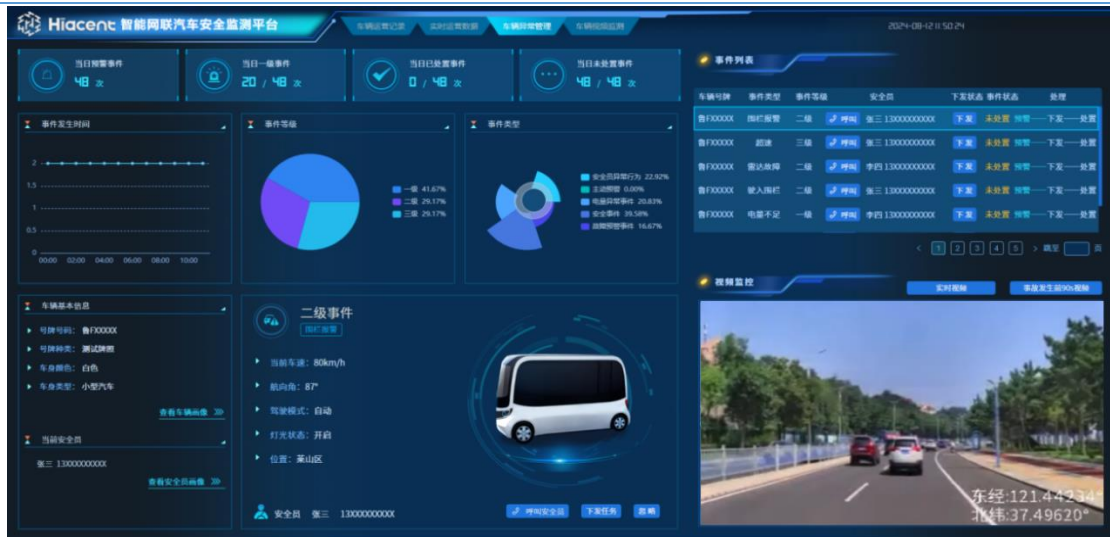 Hiacent 智能网联汽车安全监测平台
车辆运营记录 实时运营数据 车辆异常管理 车辆视频监测
2024-08-12 11:50:24
当日预警事件
48 次
当日一级事件
20 / 48 次
当日已处置事件
0 / 48 次
当日未处置事件
48 / 48 次
事件发生时间
2
1.5
1
0.5
0
00:00 02:00 04:00 06:00 08:00 10:00
事件等级
一级 41.67%
二级 29.17%
三级 29.17%
事件类型
安全员异常行为 22.92%
主动预警 0.00%
电量异常事件 20.83%
安全事件 39.58%
故障预警事件 16.67%
事件列表
车辆号牌 事件类型 事件等级 安全员 下发状态 事件状态 处理
鲁FXXXXX 围栏报警 二级 呼叫 张三 13XXXXXXXXX 下发 未处置 预警——下发——处置
鲁FXXXXX 超速 三级 呼叫 张三 13XXXXXXXXX 下发 未处置 预警——下发——处置
鲁FXXXXX 雷达故障 二级 呼叫 李四 13XXXXXXXXX 下发 未处置 预警——下发——处置
鲁FXXXXX 驶入围栏 二级 呼叫 张三 13XXXXXXXXX 下发 未处置 预警——下发——处置
鲁FXXXXX 电量不足 一级 呼叫 李四 13XXXXXXXXX 下发 未处置 预警——下发——处置
< 1 2 3 4 5 > 跳至 页
车辆基本信息
号牌号码: 鲁FXXXXX
号牌种类: 测试牌照
车身颜色: 白色
车身类型: 小型汽车
查看车辆画像
当前安全员
张三 13XXXXXXXXX
查看安全员画像
二级事件
围栏报警
当前车速: 80km/h
航向角: 87°
驾驶模式: 自动
灯光状态: 开启
位置: 莱山区
安全员 张三 13XXXXXXXXX
呼叫安全员 下发任务 忽略
视频监控
实时视频 事故发生前90s视频
东经:121.44234°
北纬:37.49620°